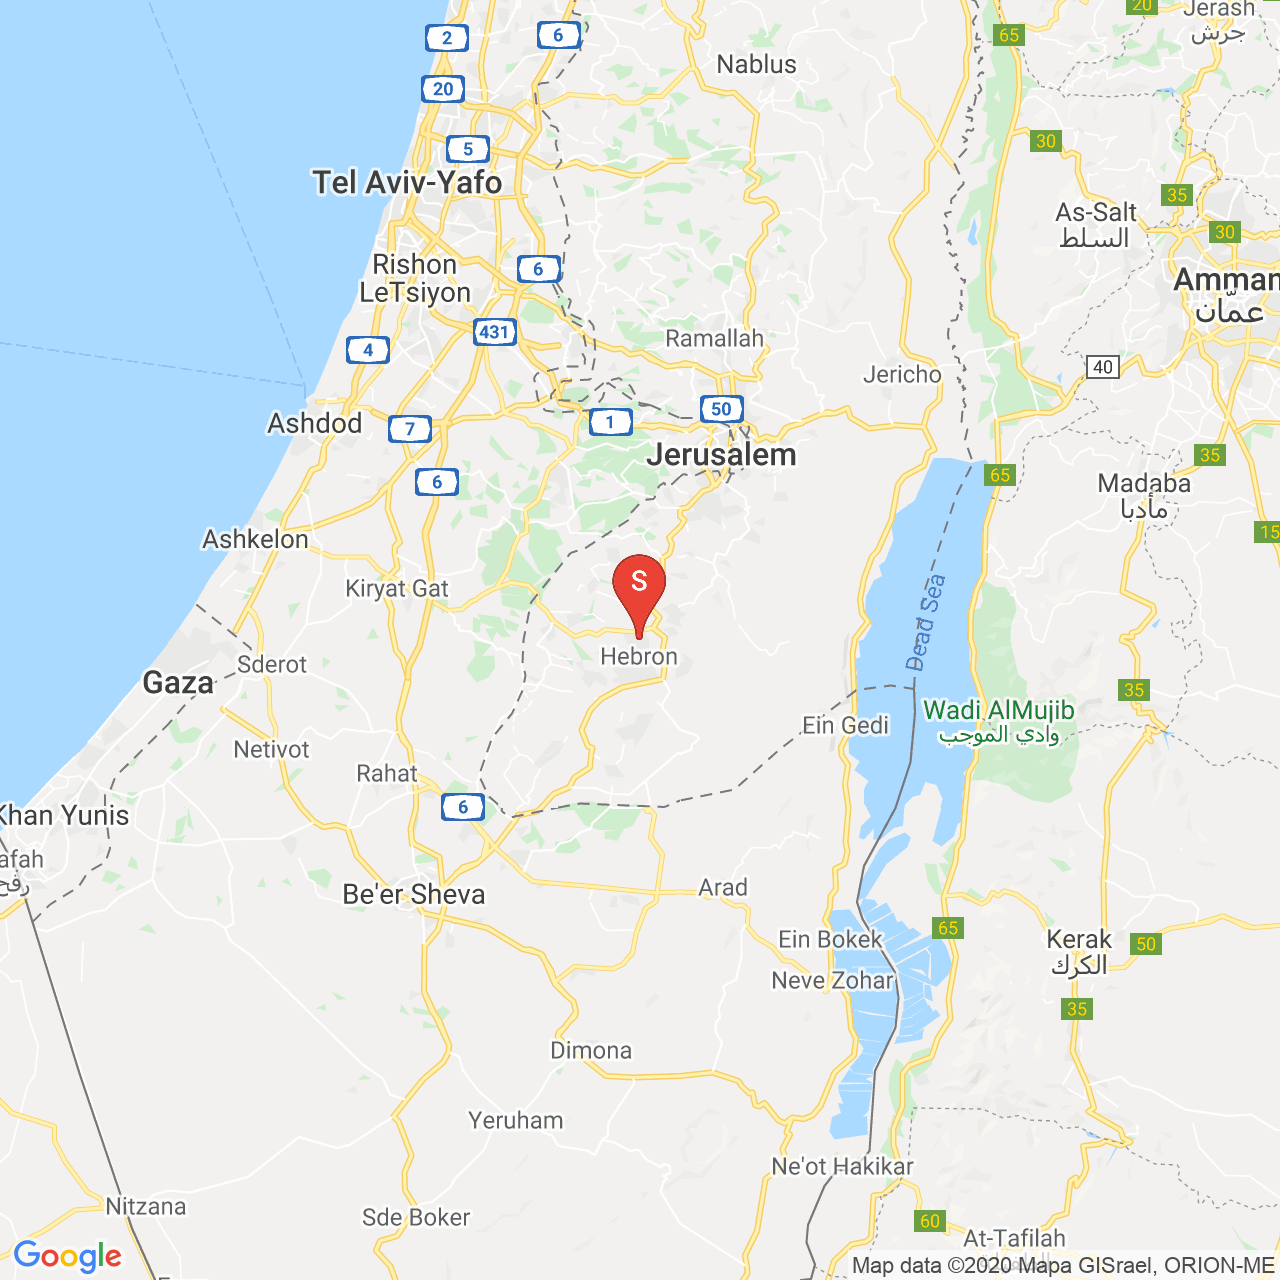 Jerash
جرش
20
65
2
6
Nablus
20
5
30
Tel Aviv-Yafo
35
As-Salt
السلط
30
Rishon
LeTsiyon
6
Amman
عمّان
431
Ramallah
4
40
Jericho
50
Ashdod
7
1
Jerusalem
35
6
65
Madaba
مأدبا
Ashkelon
15
S
Kiryat Gat
Dead Sea
Hebron
Sderot
Gaza
35
Wadi AlMujib
وادي الموجب
Ein Gedi
Netivot
Rahat
6
Khan Yunis
afah
رفح
Arad
Be'er Sheva
65
Ein Bokek
Kerak
الكرك
50
Neve Zohar
35
Dimona
Yeruham
Ne'ot Hakikar
Nitzana
Sde Boker
60
At-Tafilah
Google
Map data ©2020 Mapa GISrael, ORION-ME